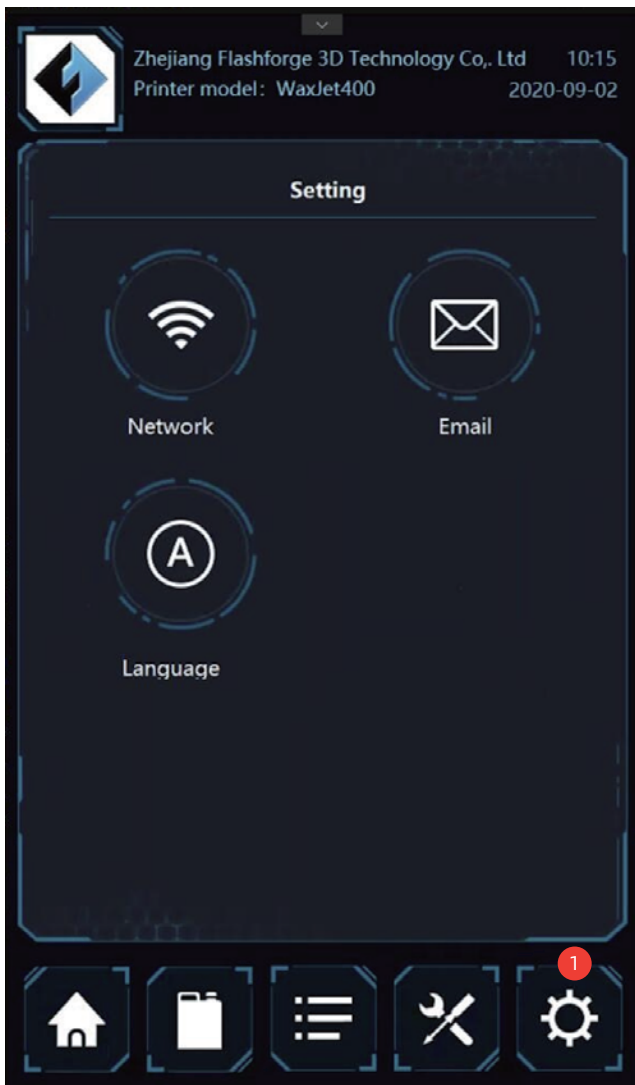 Zhejiang Flashforge 3D Technology Co,. Ltd 10:15
Printer model: WaxJet400 2020-09-02
Setting
Network Email
A
Language
1